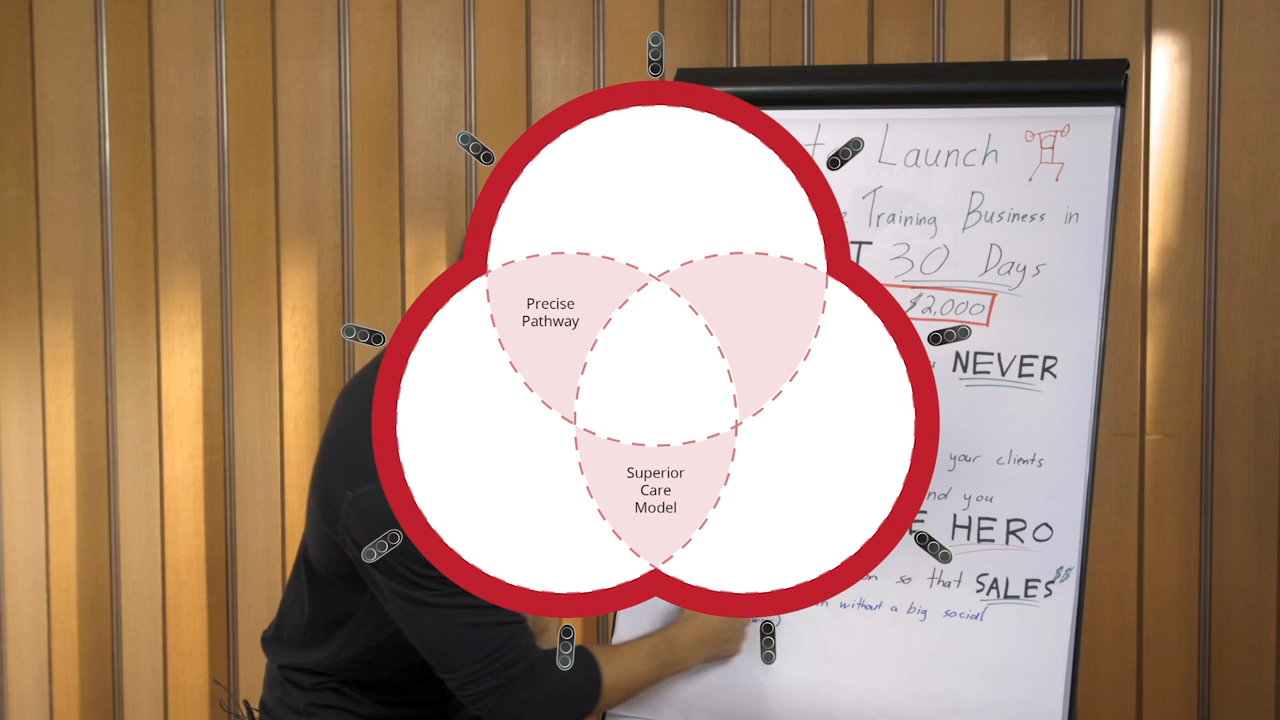 Launch
Training Business in
30 Days
$2,000
NEVER
Precise
Pathway
your clients
Superior
Care
Model
you
HERO
so that SALES $$
without a big social